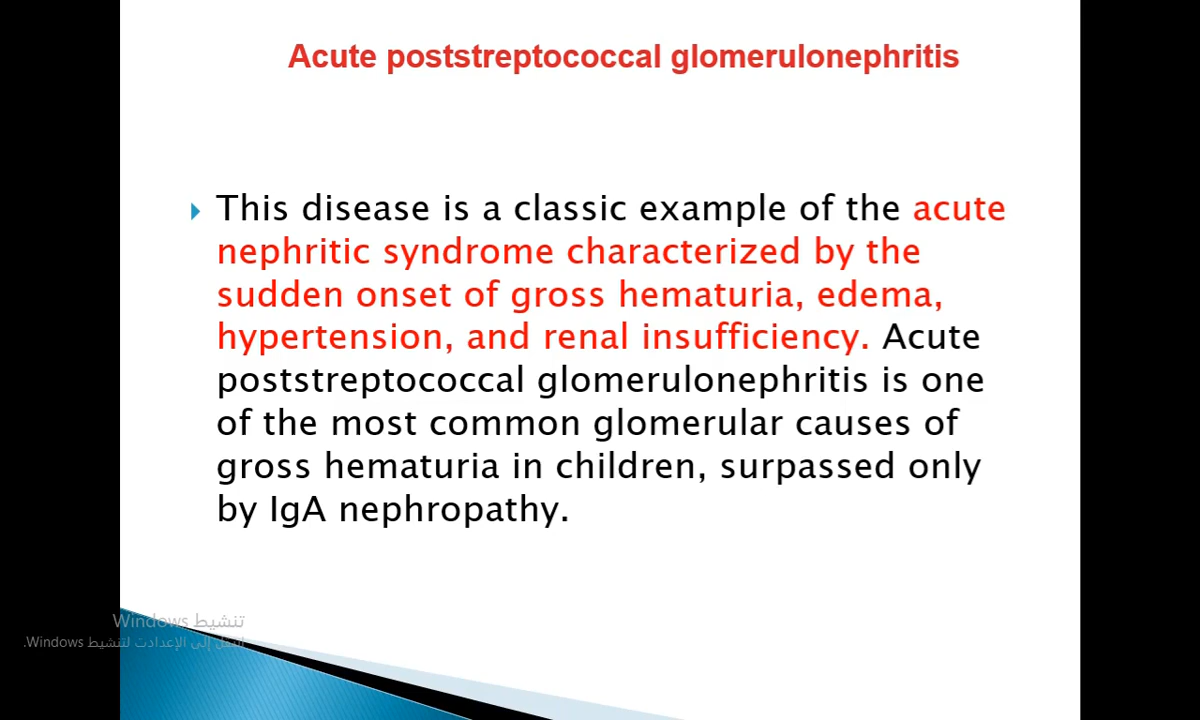 Acute poststreptococcal glomerulonephritis
This disease is a classic example of the acute
nephritic syndrome characterized by the
sudden onset of gross hematuria, edema,
hypertension, and renal insufficiency. Acute
poststreptococcal glomerulonephritis is one
of the most common glomerular causes of
gross hematuria in children, surpassed only
by IgA nephropathy.
تنشيط Windows
انتقل إلى الإعدادت لتنشيط Windows.